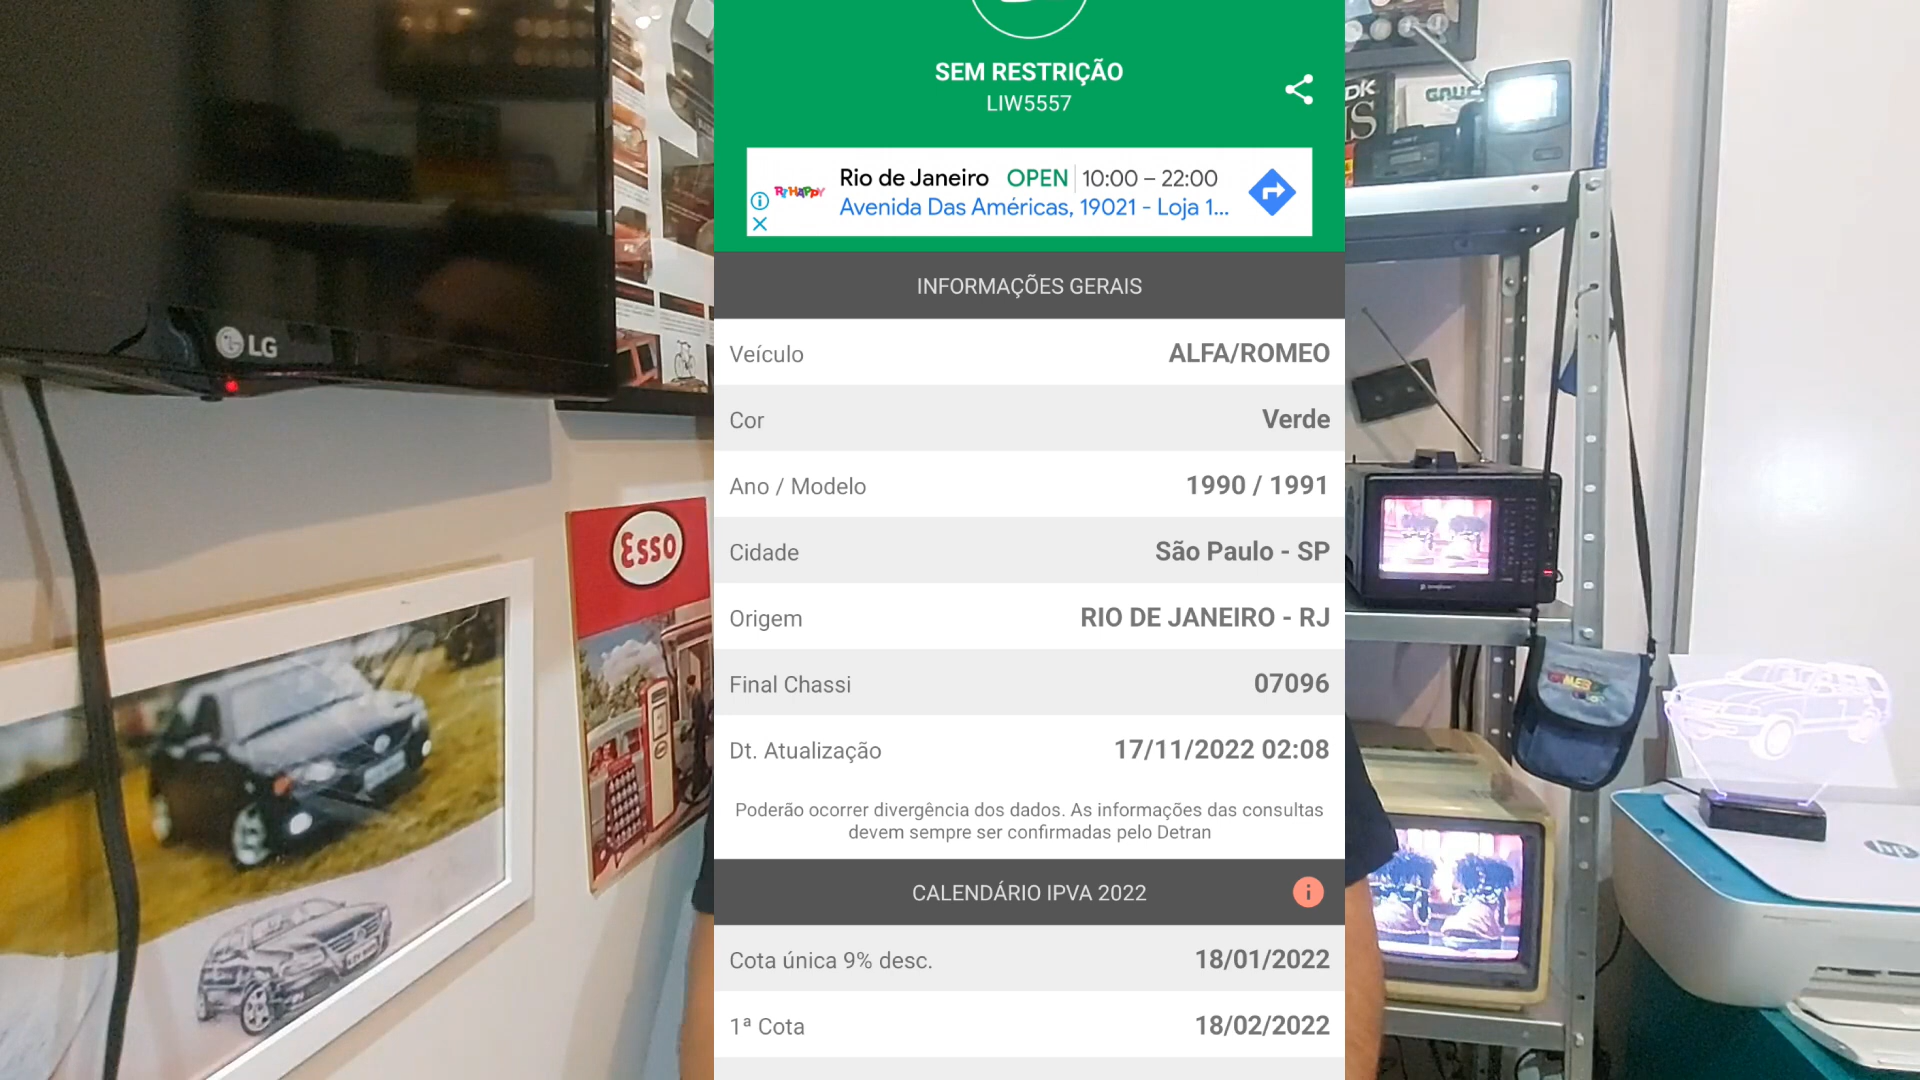 SEM RESTRIÇÃO
LIW5557
RI HAPPY
Rio de Janeiro OPEN 10:00 – 22:00
Avenida Das Américas, 19021 - Loja 1...
INFORMAÇÕES GERAIS
Veículo ALFA/ROMEO
Cor Verde
Ano / Modelo 1990 / 1991
Cidade São Paulo - SP
Origem RIO DE JANEIRO - RJ
Final Chassi 07096
Dt. Atualização 17/11/2022 02:08
Poderão ocorrer divergência dos dados. As informações das consultas
devem sempre ser confirmadas pelo Detran
CALENDÁRIO IPVA 2022
Cota única 9% desc. 18/01/2022
1ª Cota 18/02/2022
LG
Esso
hp